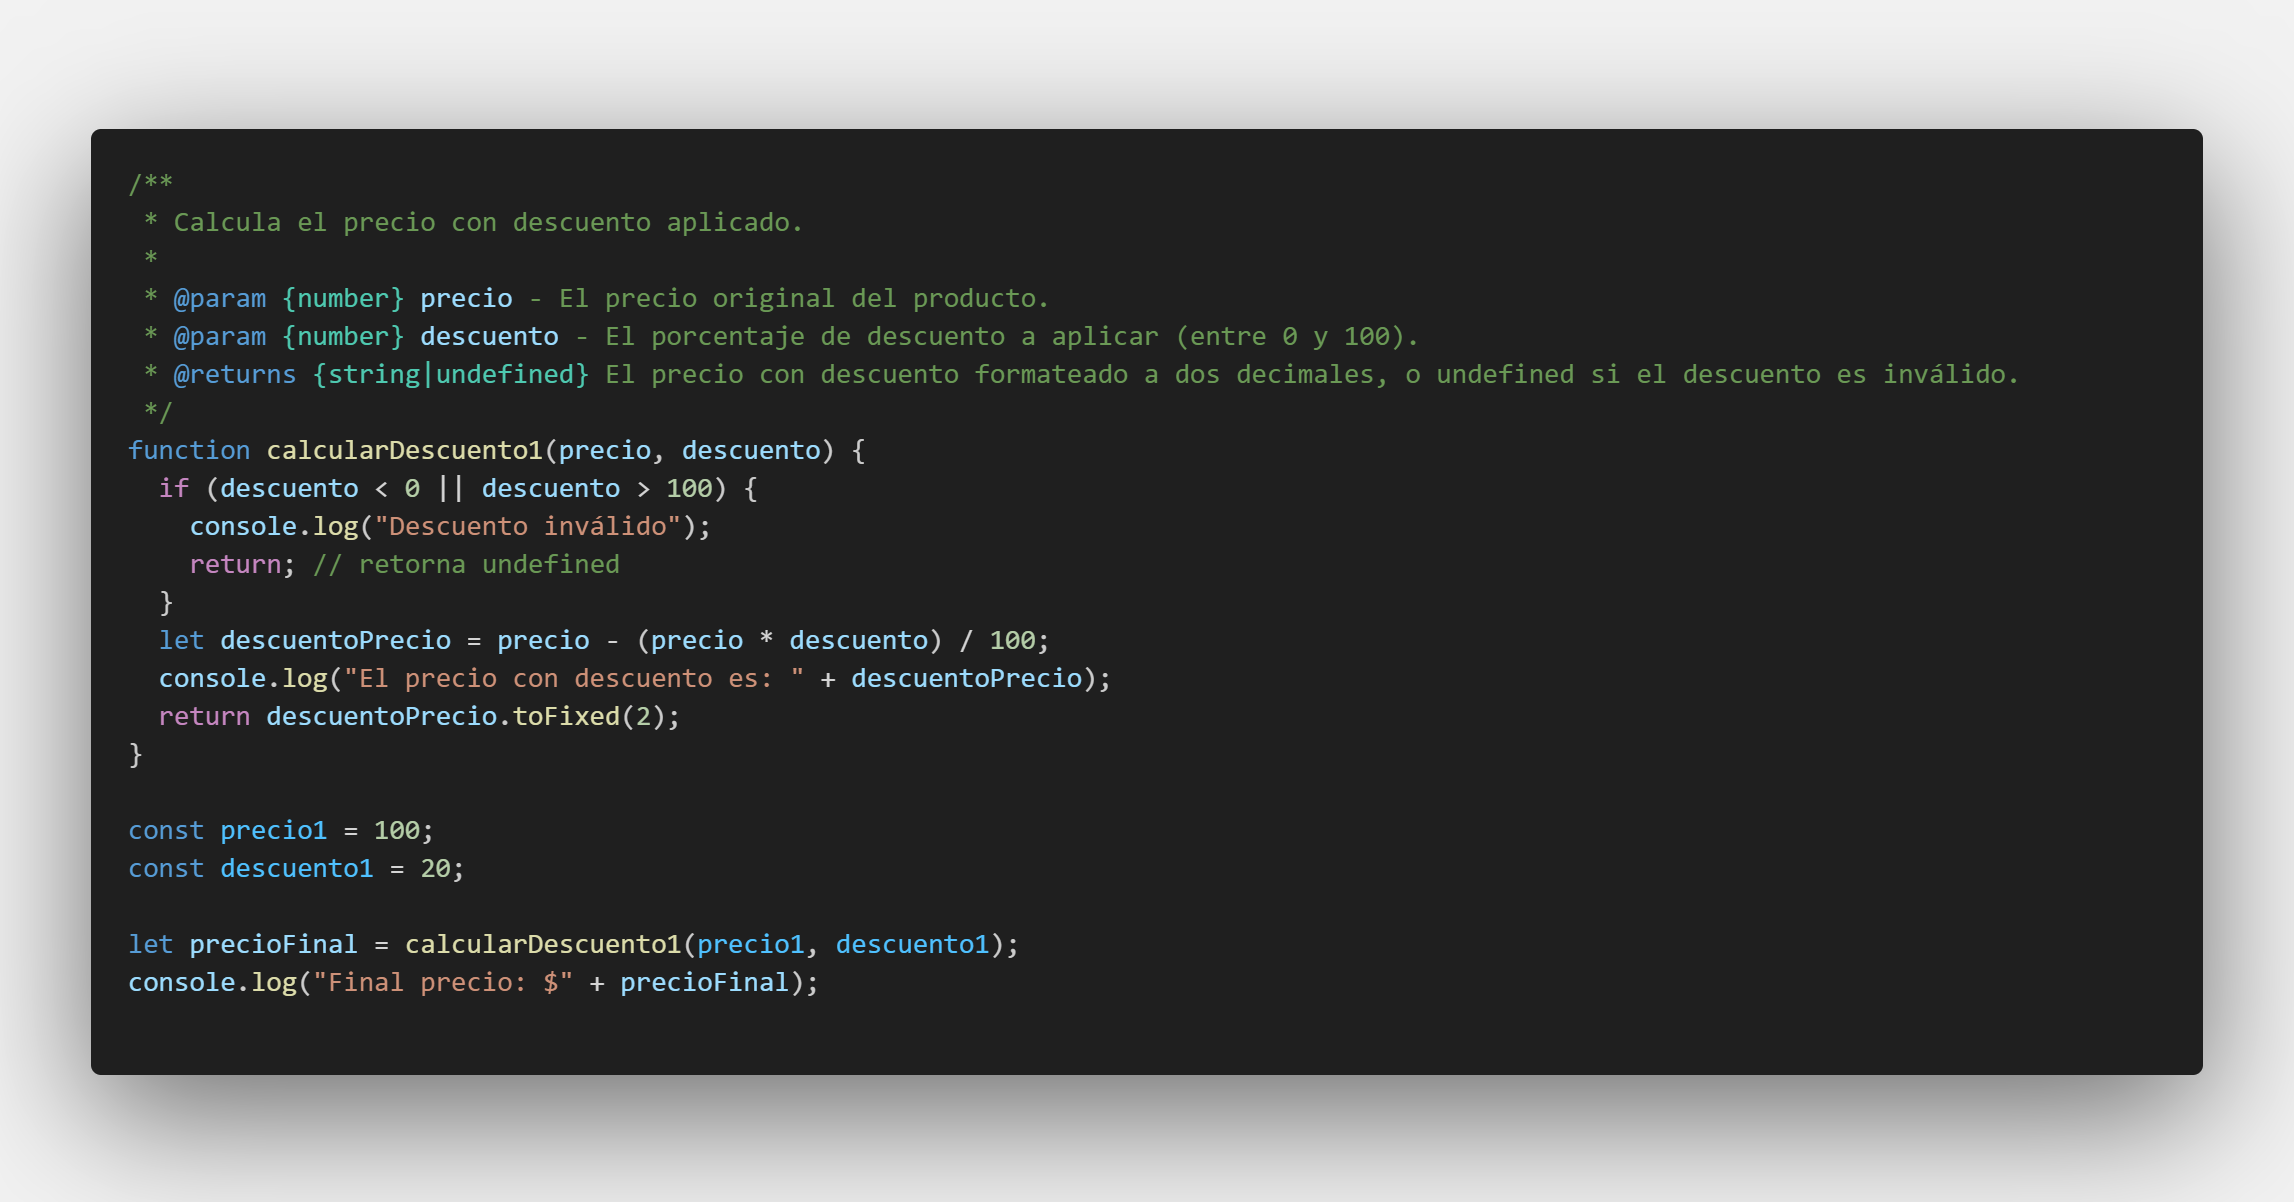 /**
 * Calcula el precio con descuento aplicado.
 *
 * @param {number} precio - El precio original del producto.
 * @param {number} descuento - El porcentaje de descuento a aplicar (entre 0 y 100).
 * @returns {string|undefined} El precio con descuento formateado a dos decimales, o undefined si el descuento es inválido.
 */
function calcularDescuento1(precio, descuento) {
  if (descuento < 0 || descuento > 100) {
    console.log("Descuento inválido");
    return; // retorna undefined
  }
  let descuentoPrecio = precio - (precio * descuento) / 100;
  console.log("El precio con descuento es: " + descuentoPrecio);
  return descuentoPrecio.toFixed(2);
}

const precio1 = 100;
const descuento1 = 20;

let precioFinal = calcularDescuento1(precio1, descuento1);
console.log("Final precio: $" + precioFinal);